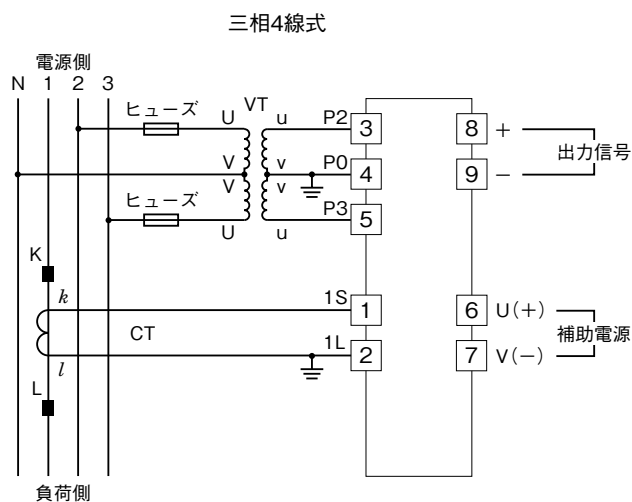 三相4線式
電源側
N 1 2 3
ヒューズ
U VT u
P2
3
8 +
出力信号
V v
P0
4
9 −
V v
ヒューズ
P3
5
U u
K
k
1S
1
6 U(+)
補助電源
CT
1L
2
7 V(−)
l
L
負荷側